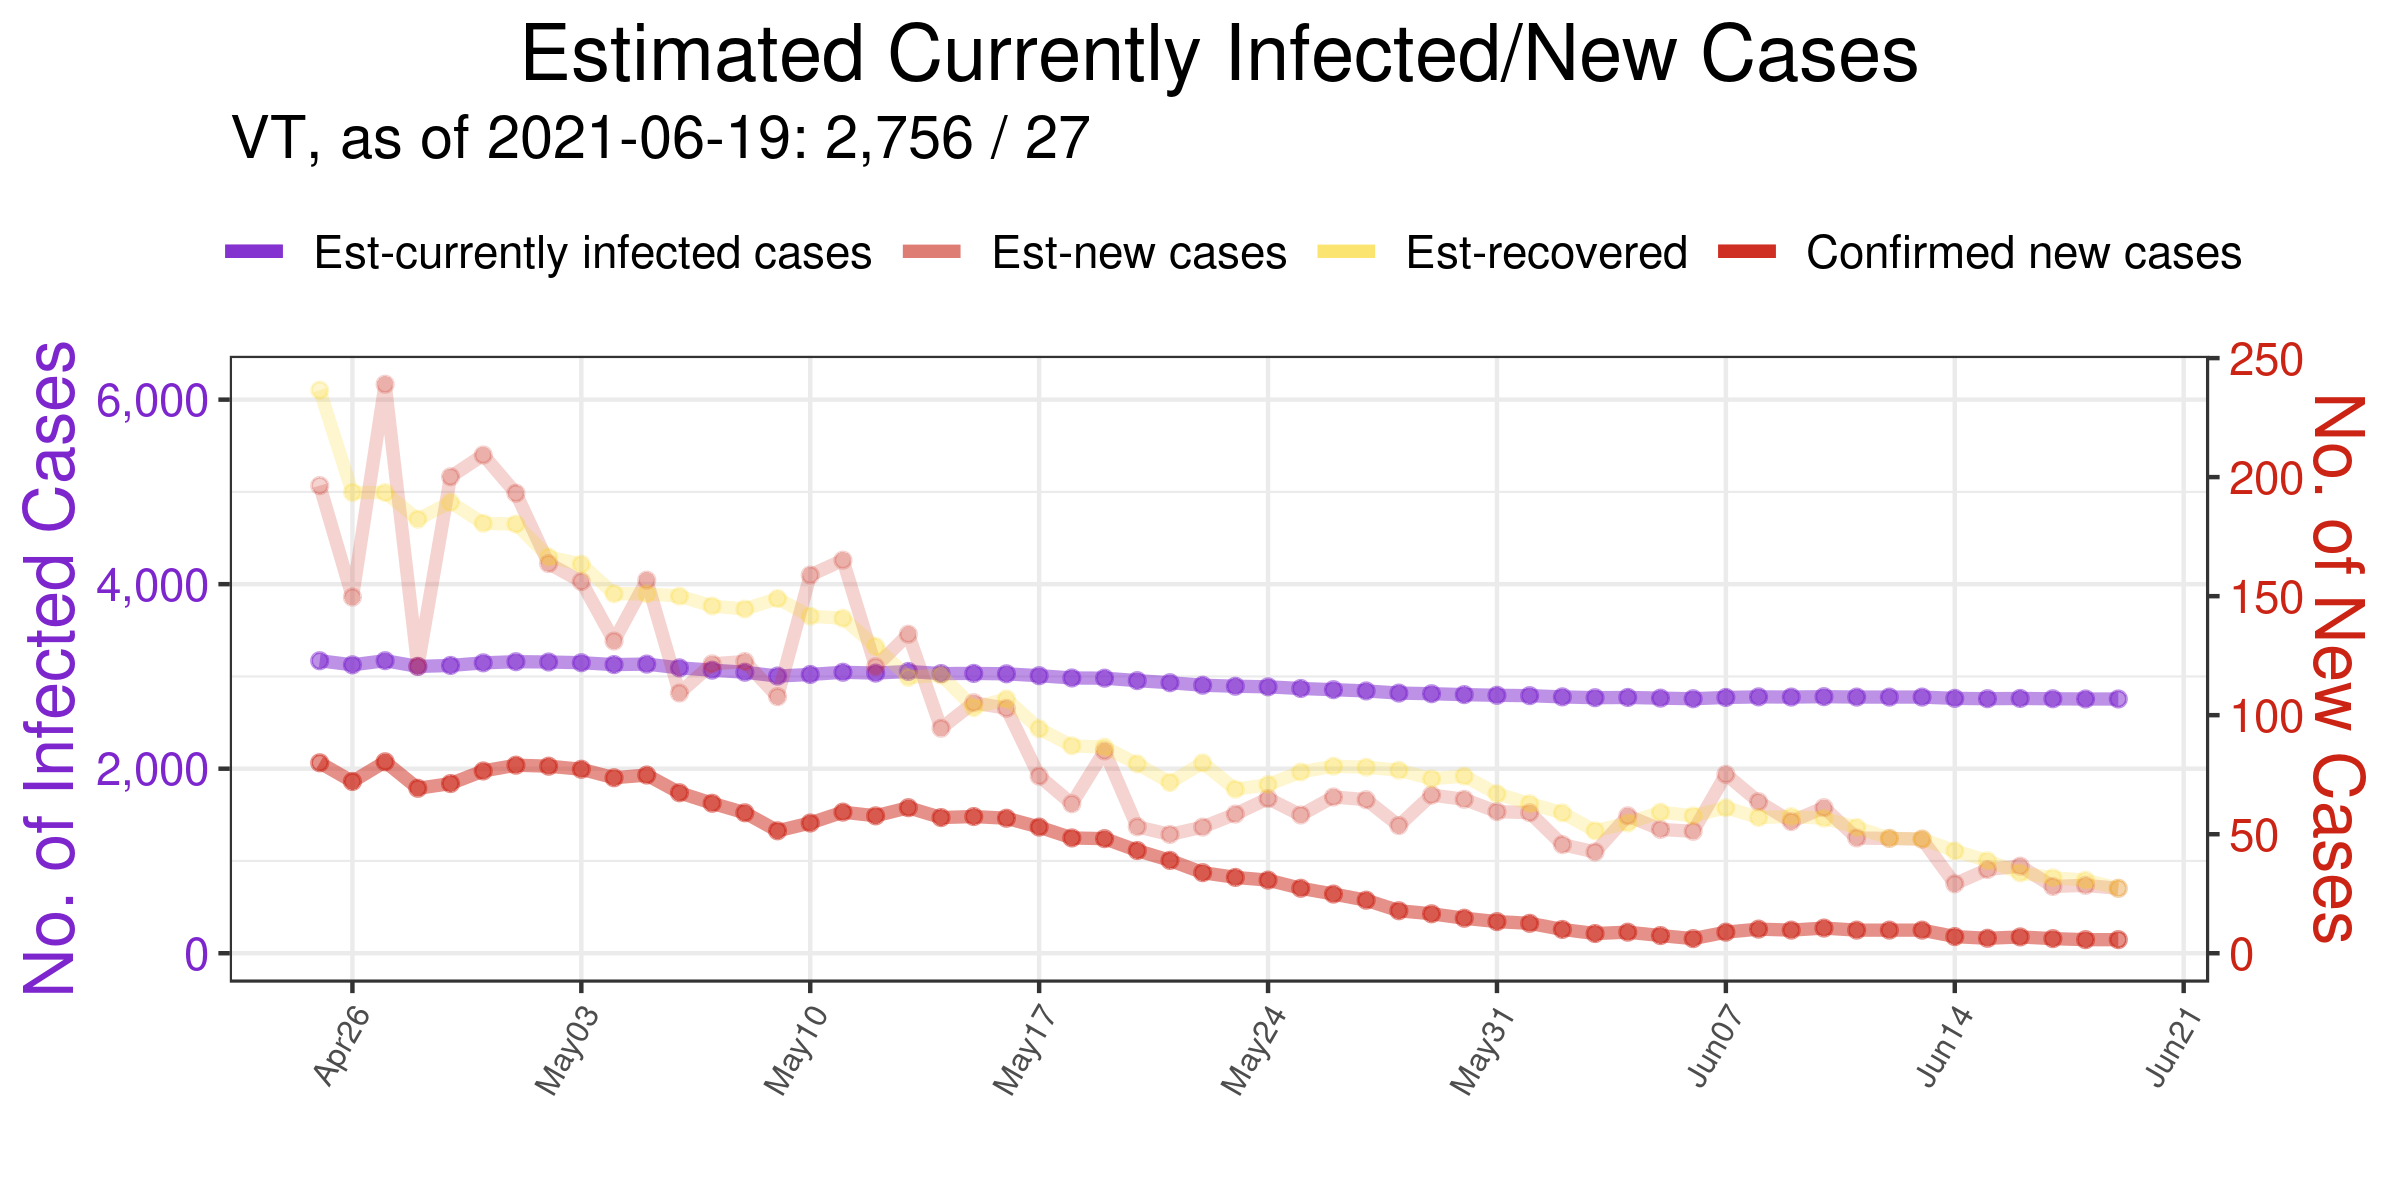 Estimated Currently Infected/New Cases
VT, as of 2021-06-19: 2,756 / 27
Est-currently infected cases Est-new cases Est-recovered Confirmed new cases
No. of Infected Cases
6,000
4,000
2,000
0
250
200
150
100
50
0
No. of New Cases
Apr26 May03 May10 May17 May24 May31 Jun07 Jun14 Jun21